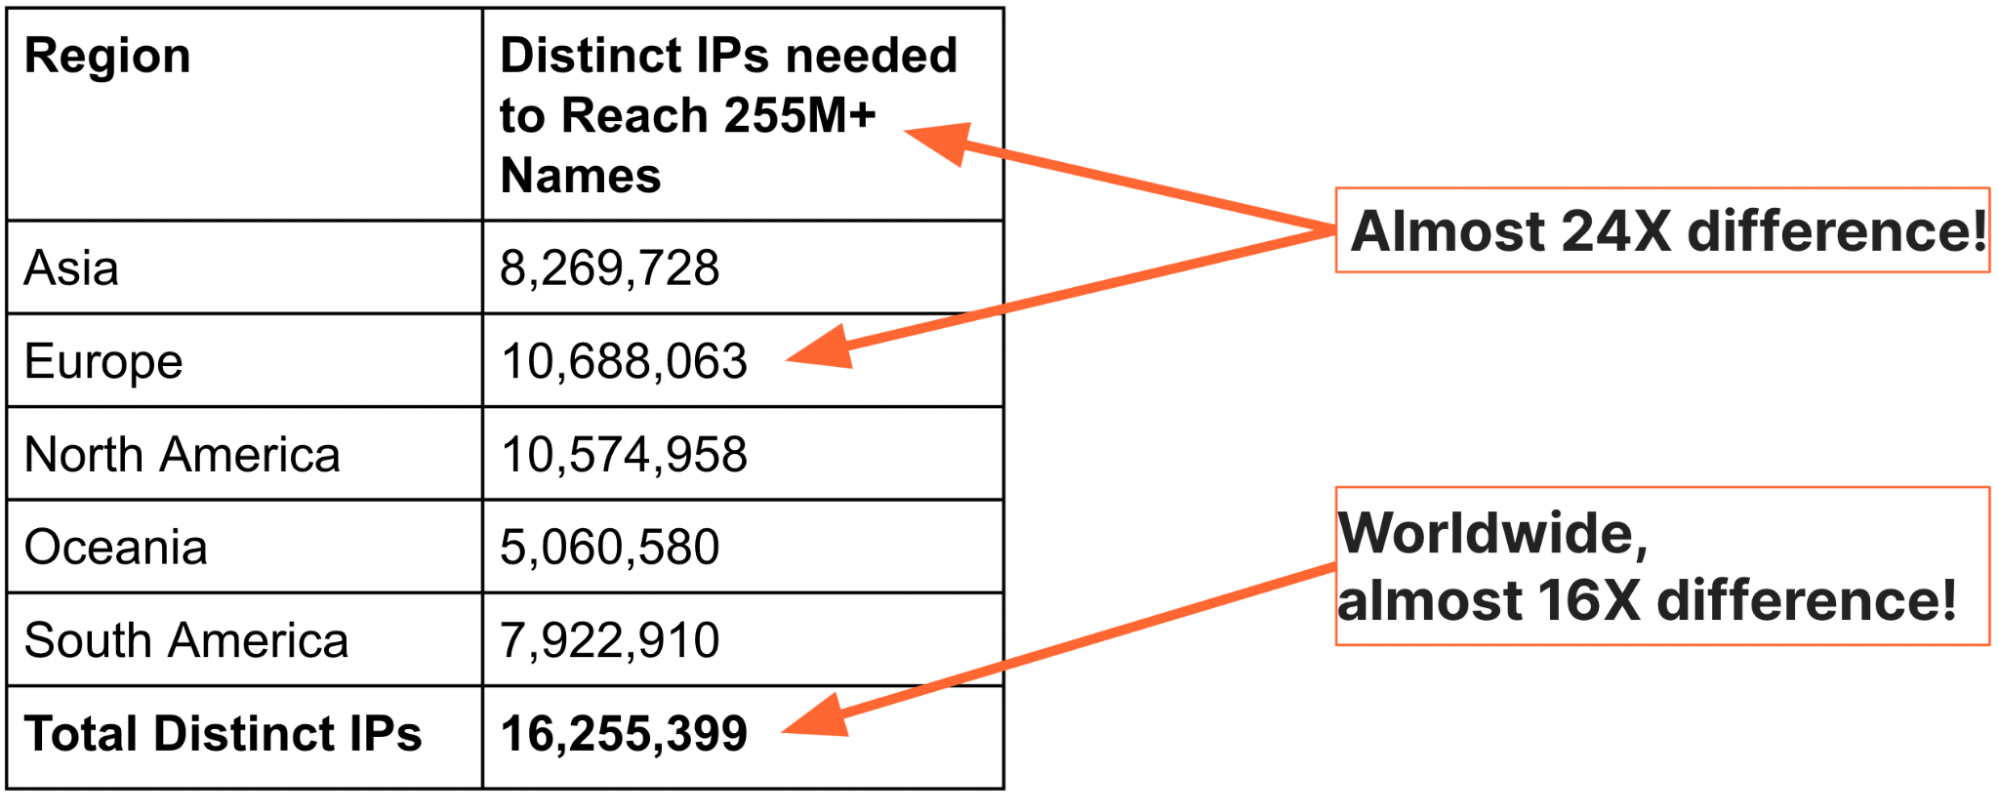 Region
Distinct IPs needed
to Reach 255M+
Names
Asia
8,269,728
Europe
10,688,063
North America
10,574,958
Oceania
5,060,580
South America
7,922,910
Total Distinct IPs
16,255,399
Almost 24X difference!
Worldwide,
almost 16X difference!